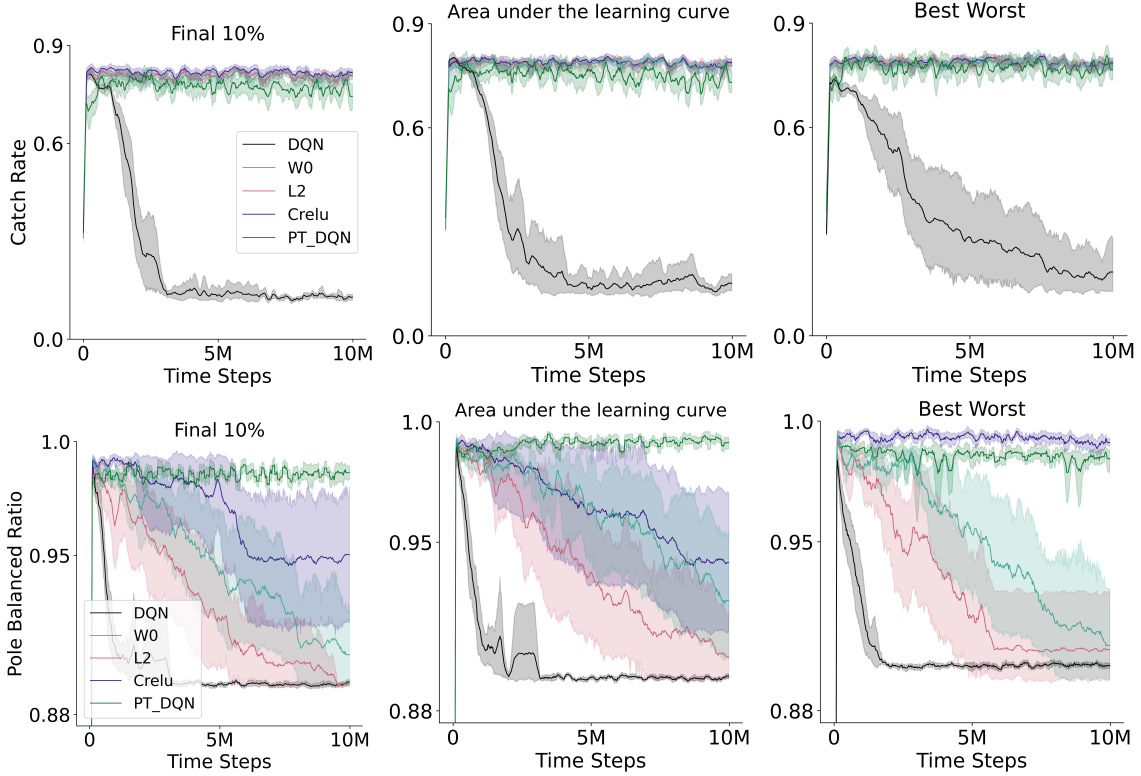 Final 10%
Catch Rate
0.9
0.6
0.0
DQN
W0
L2
Crelu
PT_DQN
0
5M
10M
Time Steps
Area under the learning curve
0.9
0.6
0.0
0
5M
10M
Time Steps
Best Worst
0.9
0.6
0.0
0
5M
10M
Time Steps
Final 10%
Pole Balanced Ratio
1.0
0.95
0.88
DQN
W0
L2
Crelu
PT_DQN
0
5M
10M
Time Steps
Area under the learning curve
1.0
0.95
0.88
0
5M
10M
Time Steps
Best Worst
1.0
0.95
0.88
0
5M
10M
Time Steps